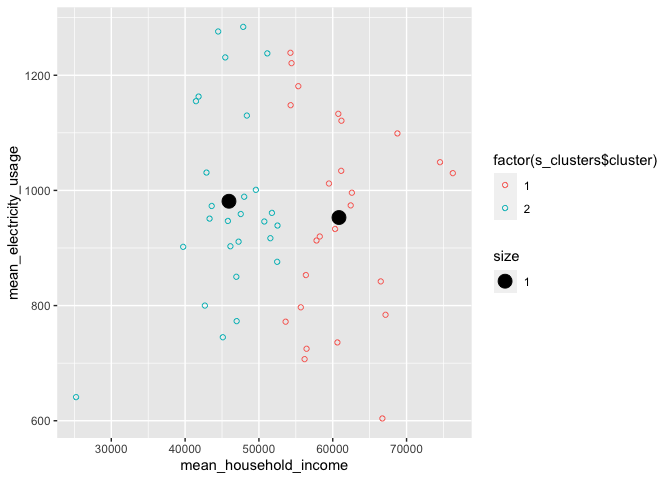 1200
1000
800
600
mean_electricity_usage
30000 40000 50000 60000 70000
mean_household_income
factor(s_clusters$cluster)
1
2
size
1